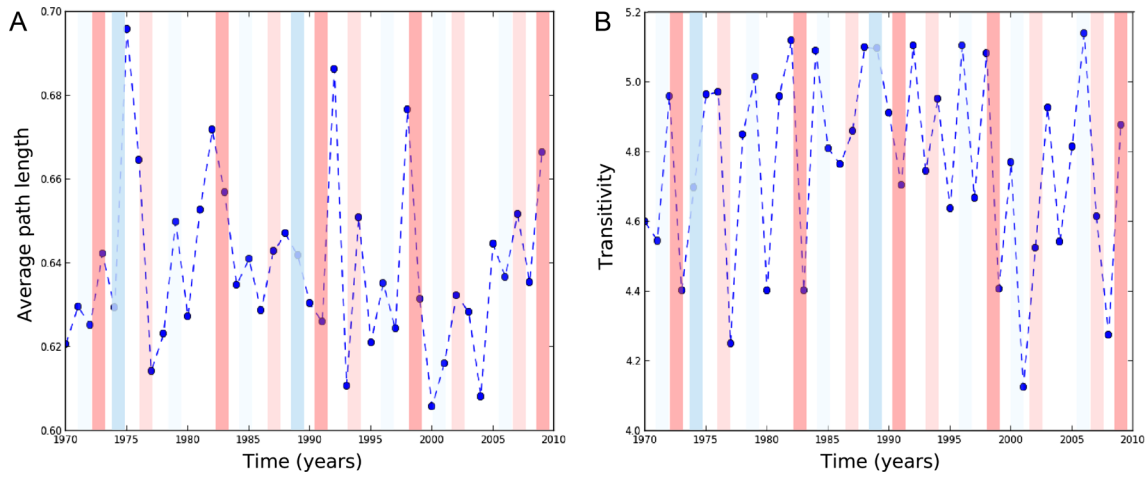 A
Average path length
0.70
0.68
0.66
0.64
0.62
0.60
1970 1975 1980 1985 1990 1995 2000 2005 2010
Time (years)
B
Transitivity
5.2
5.0
4.8
4.6
4.4
4.2
4.0
1970 1975 1980 1985 1990 1995 2000 2005 2010
Time (years)